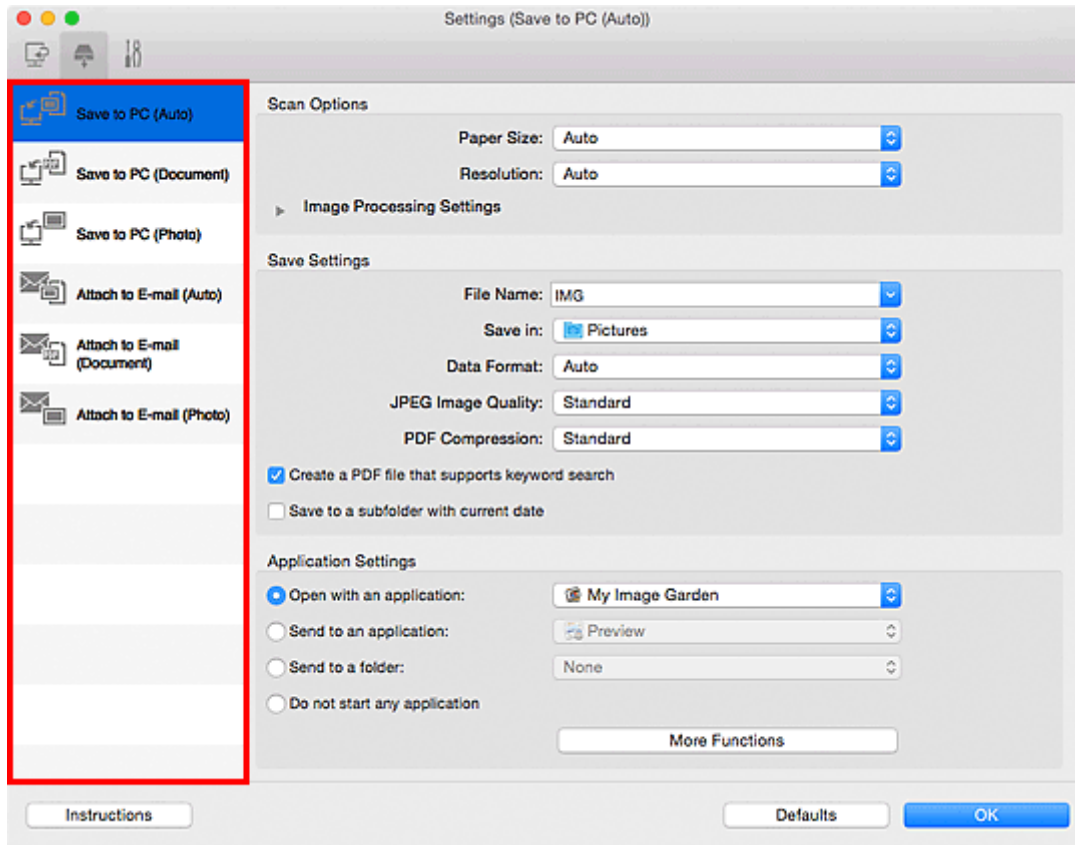 Settings (Save to PC (Auto))
Save to PC (Auto)
Save to PC (Document)
Save to PC (Photo)
Attach to E-mail (Auto)
Attach to E-mail
(Document)
Attach to E-mail (Photo)
Scan Options
Paper Size: Auto
Resolution: Auto
Image Processing Settings
Save Settings
File Name: IMG
Save in: Pictures
Data Format: Auto
JPEG Image Quality: Standard
PDF Compression: Standard
Create a PDF file that supports keyword search
Save to a subfolder with current date
Application Settings
Open with an application: My Image Garden
Send to an application: Preview
Send to a folder: None
Do not start any application
More Functions
Instructions Defaults OK